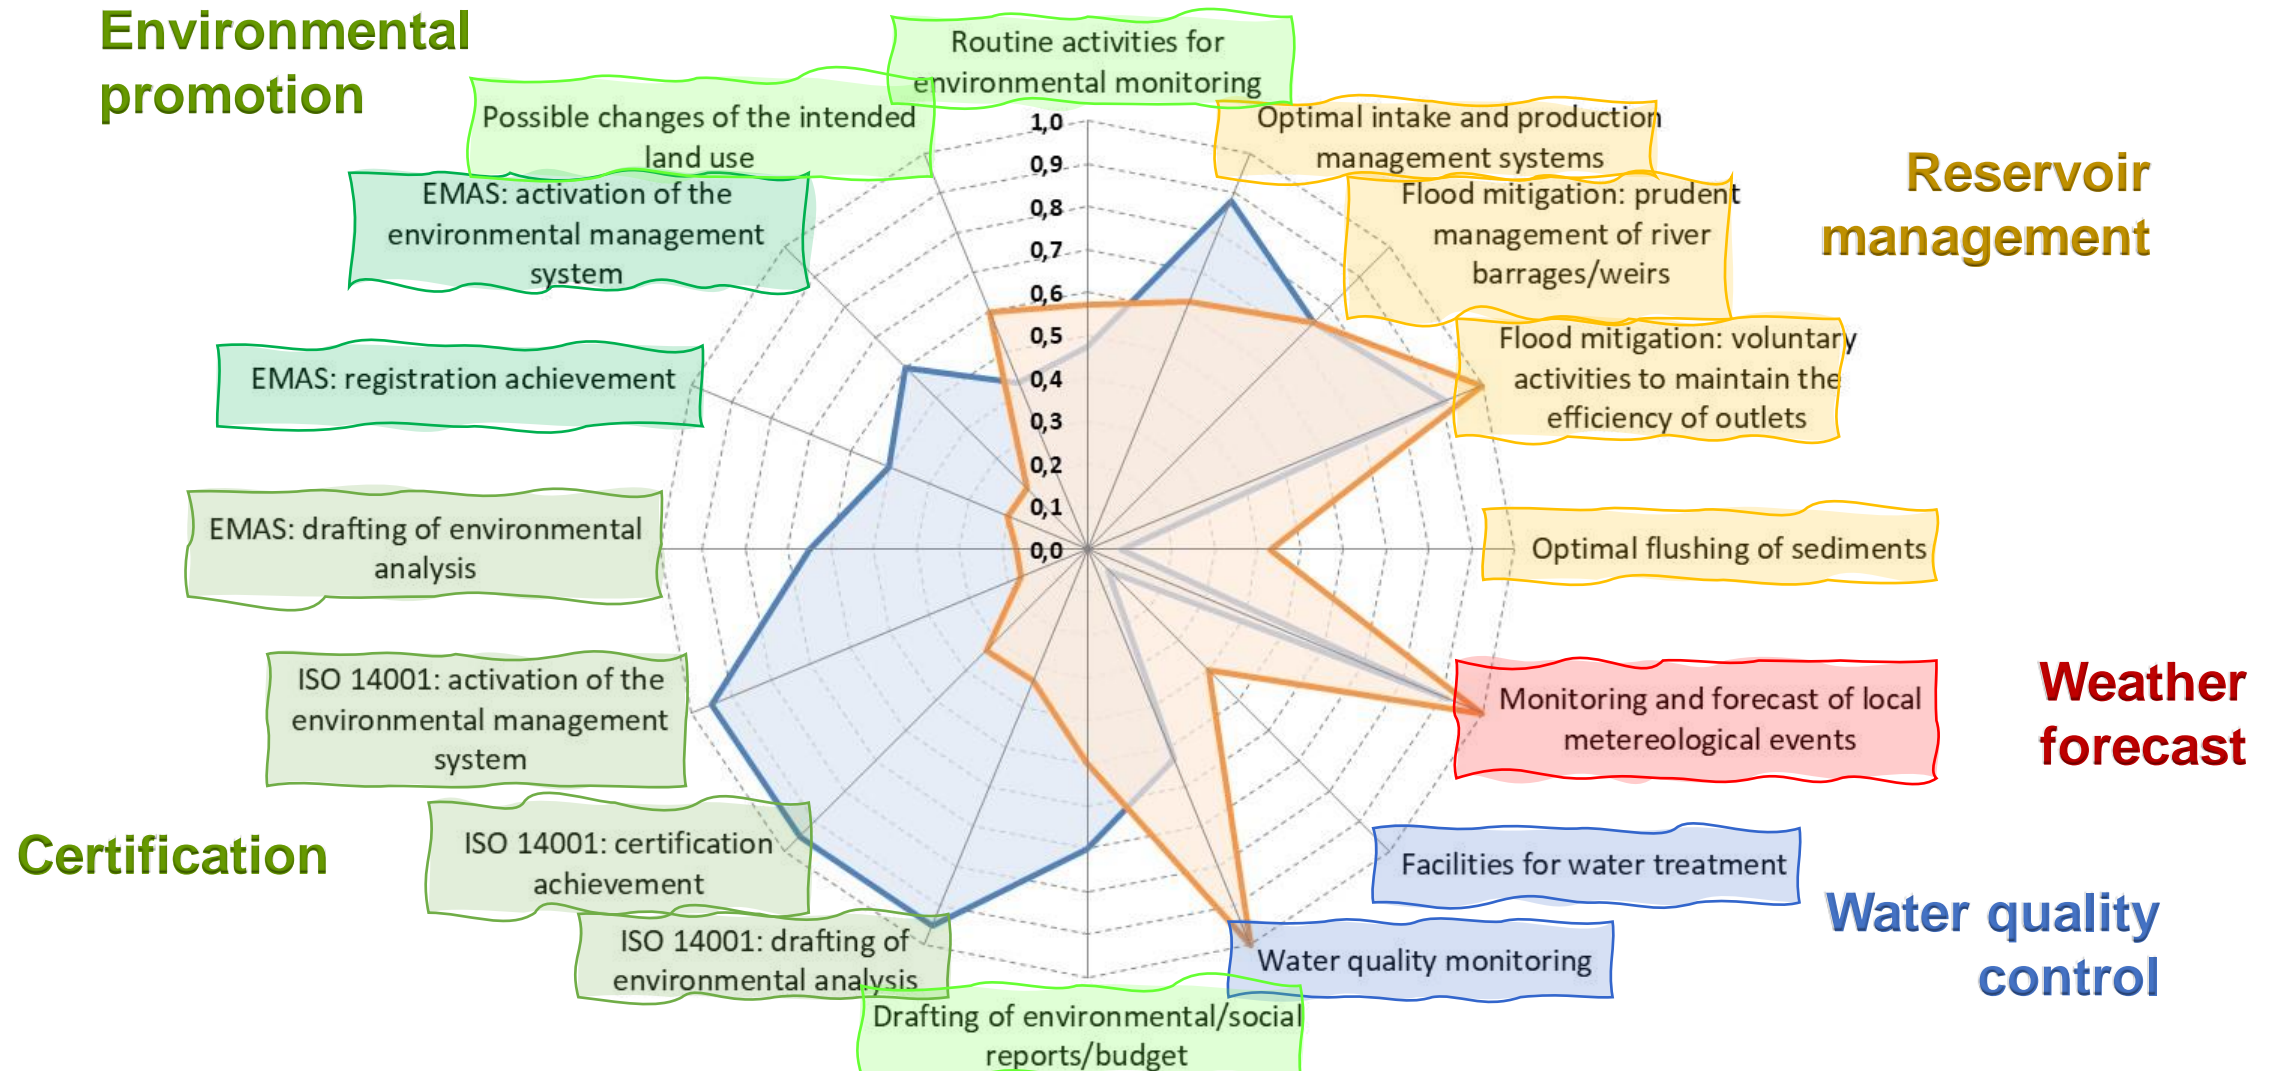 Environmental
promotion
Routine activities for
environmental monitoring
Possible changes of the intended
land use
Optimal intake and production
management systems
Reservoir
management
EMAS: activation of the
environmental management
system
Flood mitigation: prudent
management of river
barrages/weirs
1,0
0,9
0,8
0,7
0,6
0,5
0,4
0,3
0,2
0,1
0,0
EMAS: registration achievement
Flood mitigation: voluntary
activities to maintain the
efficiency of outlets
EMAS: drafting of environmental
analysis
Optimal flushing of sediments
ISO 14001: activation of the
environmental management
system
Monitoring and forecast of local
metereological events
Weather
forecast
Certification
ISO 14001: certification
achievement
Facilities for water treatment
Water quality
control
ISO 14001: drafting of
environmental analysis
Water quality monitoring
Drafting of environmental/social
reports/budget